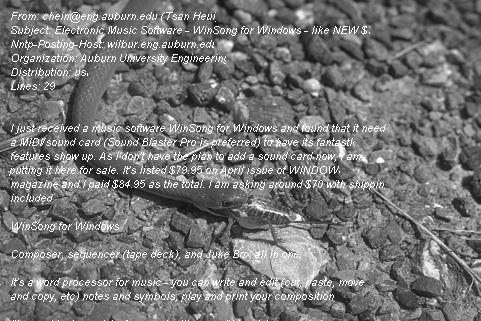 From: chein@eng.auburn.edu (Tsan Heui
Subject: Electronic Music Software - WinSong for Windows - like NEW $7
Nntp-Posting-Host: wilbur.eng.auburn.edu
Organization: Auburn University Engineering
Distribution: usa
Lines: 29
I just received a music software WinSong for Windows and found that it need
a MIDI/sound card (Sound Blaster Pro is preferred) to have its fantastic
features show up. As I don't have the plan to add a sound card now, I am
putting it here for sale. It's listed $79.95 on April issue of WINDOW
magazine and I paid $84.95 as the total. I am asking around $70 with shippin
included
WinSong for Windows
Composer, sequencer (tape deck), and Juke Box all in one.
It's a word processor for music - you can write and edit (cut, paste, move
and copy, etc) notes and symbols, play and print your composition